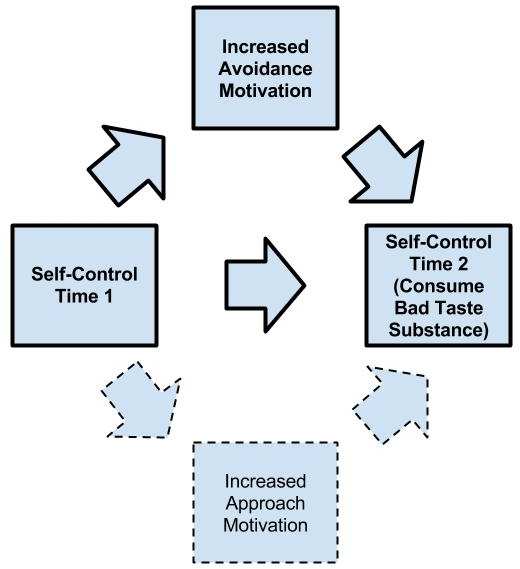 Increased
Avoidance
Motivation
Self-Control
Time 1
Self-Control
Time 2
(Consume
Bad Taste
Substance)
Increased
Approach
Motivation